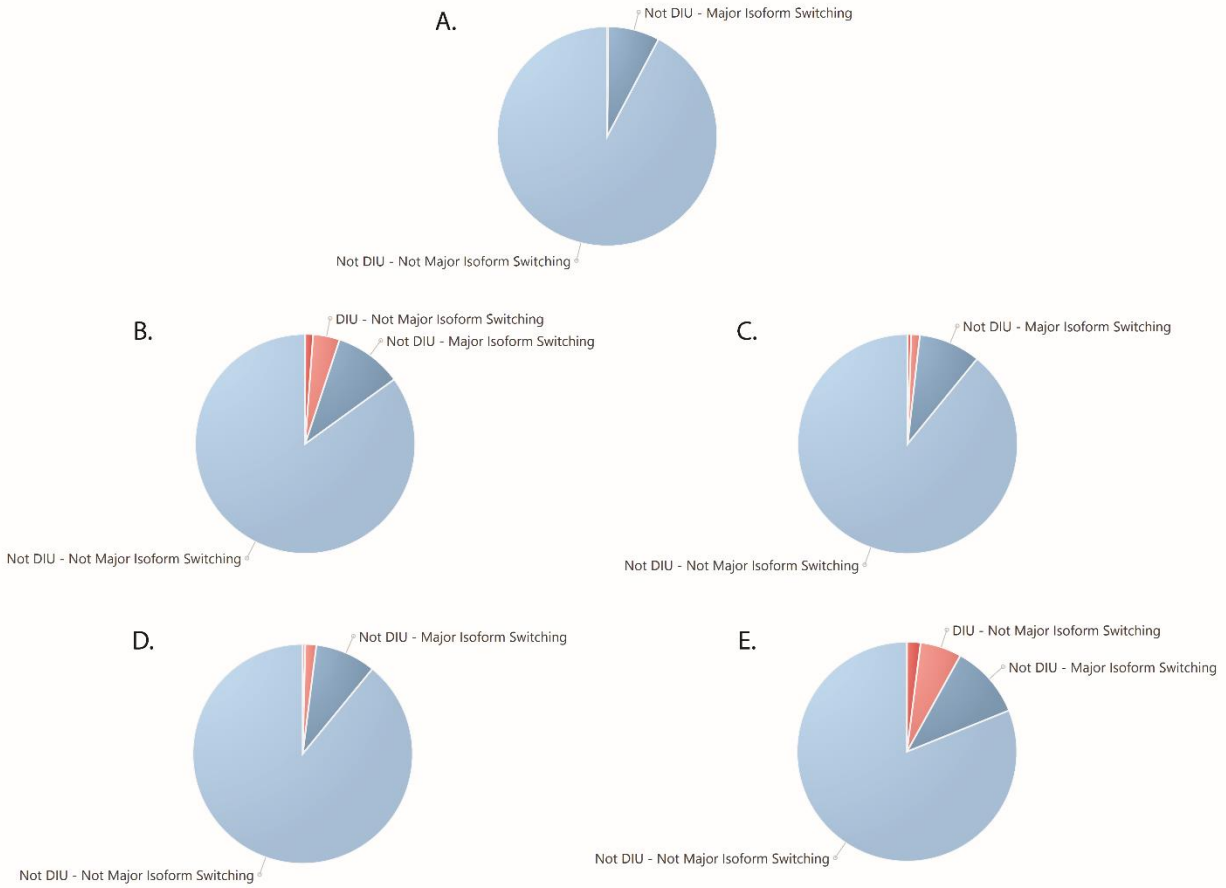 A.
Not DIU - Major Isoform Switching
Not DIU - Not Major Isoform Switching
B.
DIU - Not Major Isoform Switching
Not DIU - Major Isoform Switching
Not DIU - Not Major Isoform Switching
C.
Not DIU - Major Isoform Switching
Not DIU - Not Major Isoform Switching
D.
Not DIU - Major Isoform Switching
Not DIU - Not Major Isoform Switching
E.
DIU - Not Major Isoform Switching
Not DIU - Major Isoform Switching
Not DIU - Not Major Isoform Switching